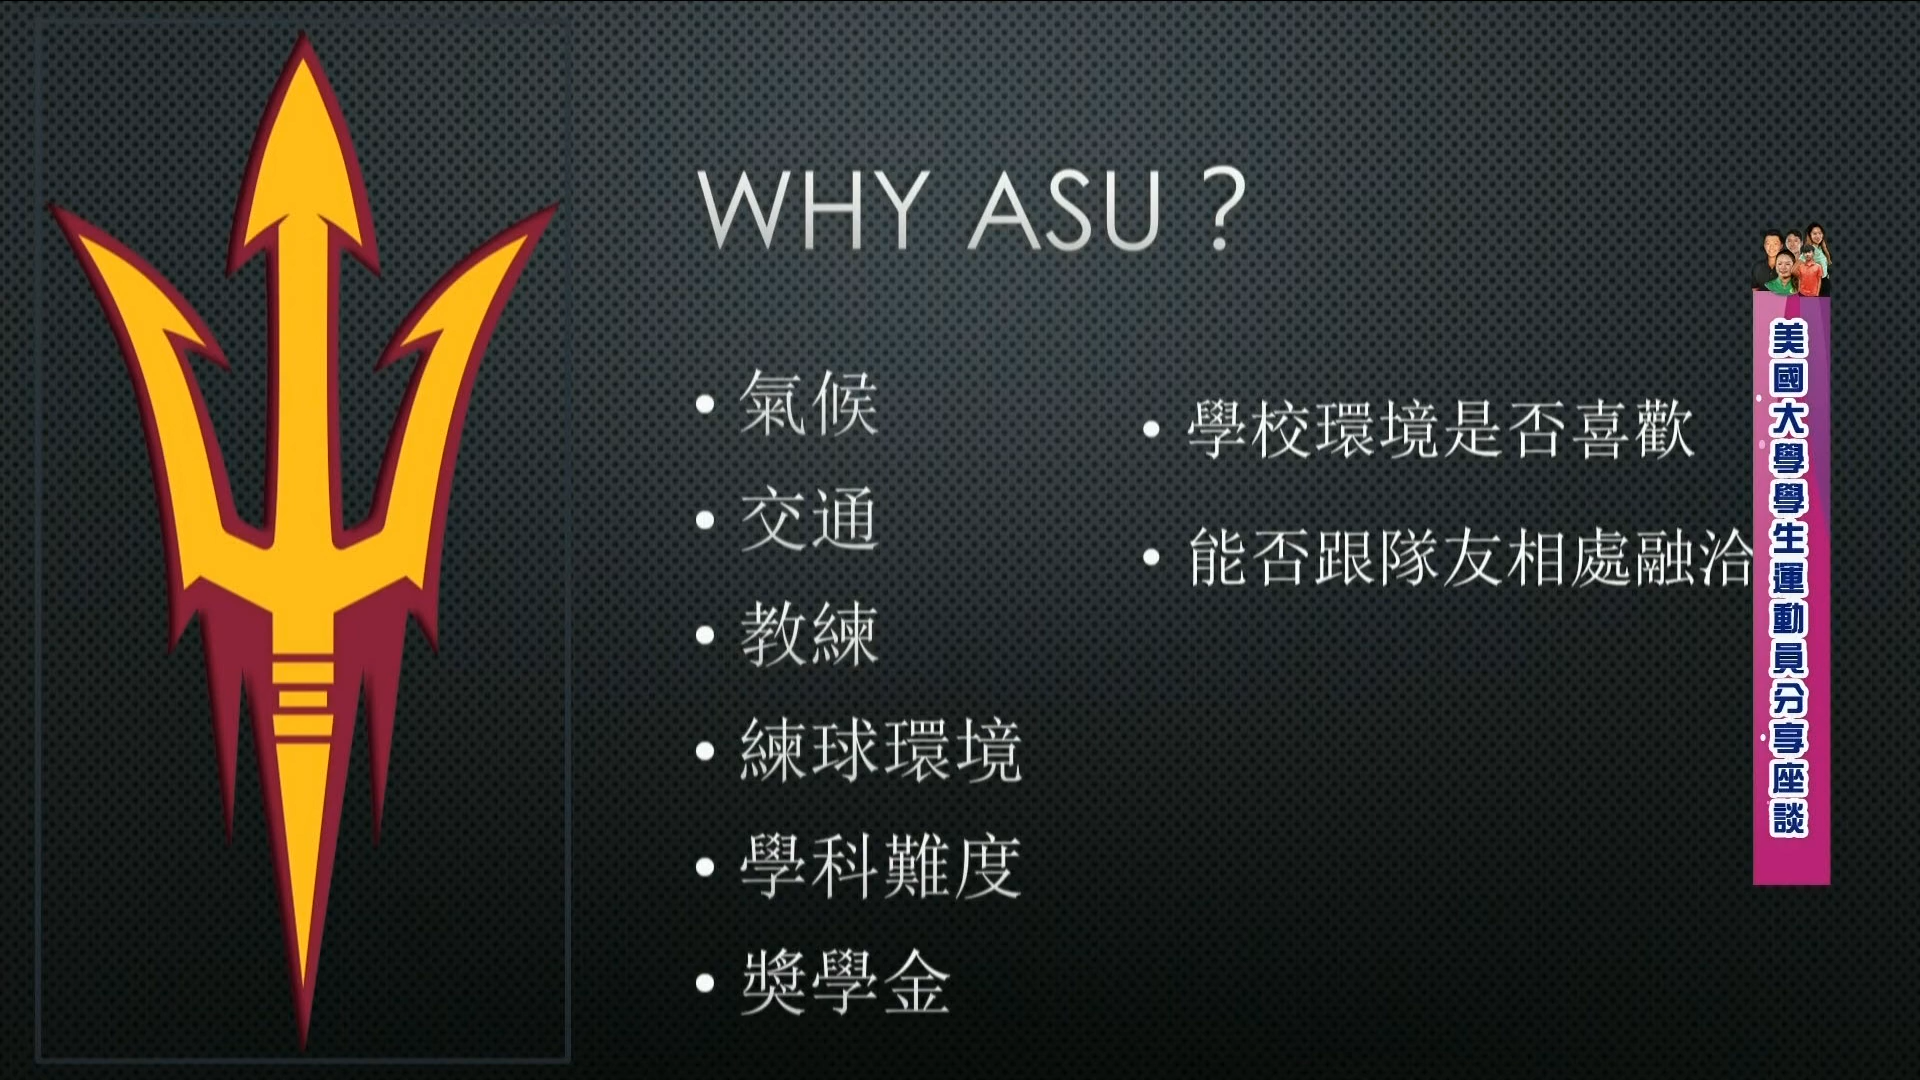 WHY ASU ?
• 氣候
• 交通
• 教練
• 練球環境
• 學科難度
• 獎學金
• 學校環境是否喜歡
• 能否跟隊友相處融洽
美國大學學生運動員分享座談